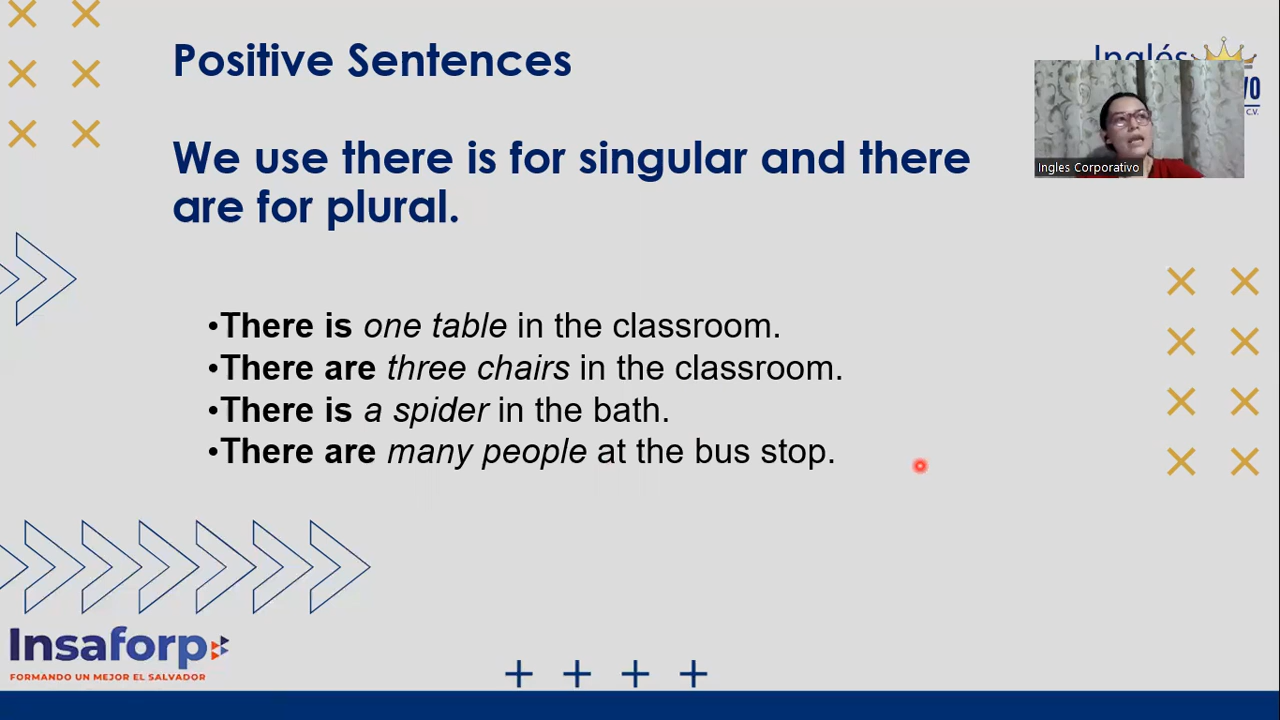 Positive Sentences
Inglés
VO
C.V.
Ingles Corporativo
We use there is for singular and there
are for plural.
•There is one table in the classroom.
•There are three chairs in the classroom.
•There is a spider in the bath.
•There are many people at the bus stop.
Insaforp
FORMANDO UN MEJOR EL SALVADOR